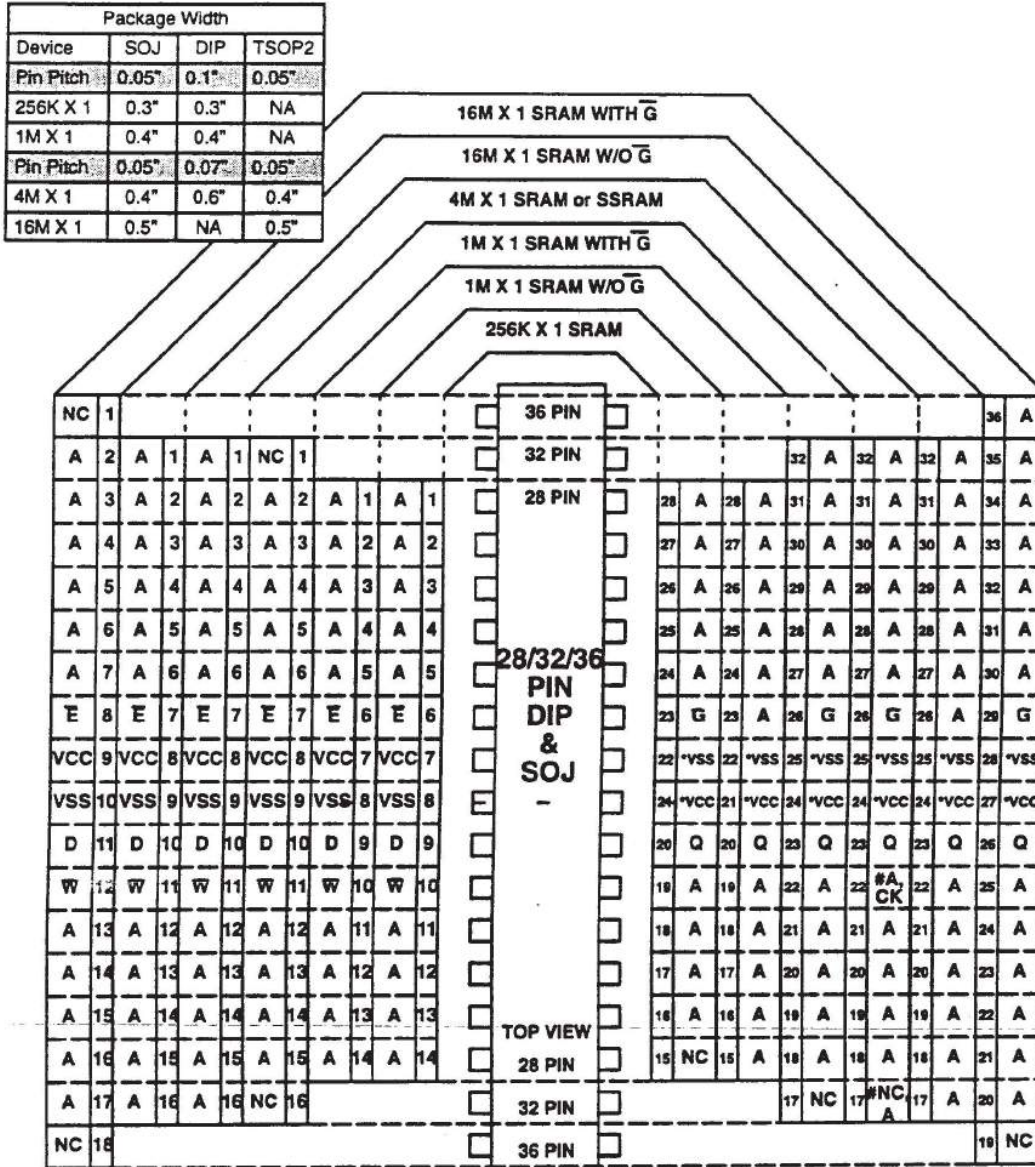 Package Width
Device SOJ DIP TSOP2
Pin Pitch 0.05" 0.1" 0.05"
256K X 1 0.3" 0.3" NA
1M X 1 0.4" 0.4" NA
Pin Pitch 0.05" 0.07" 0.05"
4M X 1 0.4" 0.6" 0.4"
16M X 1 0.5" NA 0.5"
16M X 1 SRAM WITH G̅
16M X 1 SRAM W/O G̅
4M X 1 SRAM or SSRAM
1M X 1 SRAM WITH G̅
1M X 1 SRAM W/O G̅
256K X 1 SRAM
NC 1 36 PIN 36 A
A 2 A 1 A 1 NC 1 32 PIN 32 A 32 A 32 A 35 A
A 3 A 2 A 2 A 2 A 1 A 1 28 PIN 28 A 28 A 31 A 31 A 31 A 34 A
A 4 A 3 A 3 A 3 A 2 A 2 27 A 27 A 30 A 30 A 30 A 33 A
A 5 A 4 A 4 A 4 A 3 A 3 26 A 26 A 29 A 29 A 29 A 32 A
A 6 A 5 A 5 A 5 A 4 A 4 25 A 25 A 28 A 28 A 28 A 31 A
A 7 A 6 A 6 A 6 A 5 A 5 24 A 24 A 27 A 27 A 27 A 30 A
E̅ 8 E̅ 7 E̅ 7 E̅ 7 E̅ 6 E̅ 6 23 G̅ 23 A 26 G 26 G 26 A 29 G
VCC 9 VCC 8 VCC 8 VCC 8 VCC 7 VCC 7 22 *VSS 22 *VSS 25 *VSS 25 *VSS 25 *VSS 28 *VSS
VSS 10 VSS 9 VSS 9 VSS 9 VSS 8 VSS 8 24 *VCC 21 *VCC 24 *VCC 24 *VCC 24 *VCC 27 *VCC
D 11 D 10 D 10 D 10 D 9 D 9 20 Q 20 Q 23 Q 23 Q 23 Q 26 Q
W̅ 12 W̅ 11 W̅ 11 W̅ 11 W̅ 10 W̅ 10 19 A 19 A 22 A 22 #A, CK 22 A 25 A
A 13 A 12 A 12 A 12 A 11 A 11 18 A 18 A 21 A 21 A 21 A 24 A
A 14 A 13 A 13 A 13 A 12 A 12 17 A 17 A 20 A 20 A 20 A 23 A
A 15 A 14 A 14 A 14 A 13 A 13 16 A 16 A 19 A 19 A 19 A 22 A
A 16 A 15 A 15 A 15 A 14 A 14 28 PIN 15 NC 15 A 18 A 18 A 18 A 21 A
A 17 A 16 A 16 NC 16 32 PIN 17 NC 17 #NC, A 17 A 20 A
NC 18 36 PIN 19 NC
28/32/36
PIN
DIP
&
SOJ
-
TOP VIEW